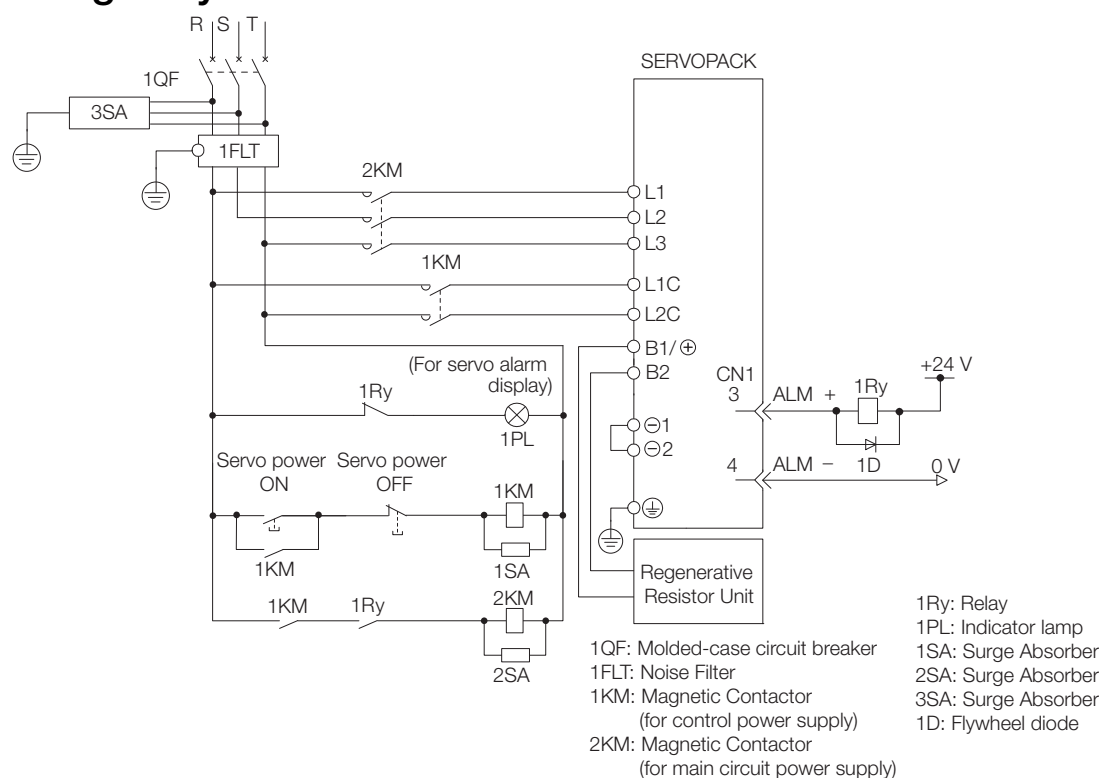 R S T
SERVOPACK
1QF
3SA
1FLT
2KM
L1
L2
L3
1KM
L1C
L2C
B1/⊕
B2
(For servo alarm
display)
1Ry
1PL
CN1
3
ALM +
1Ry
+24 V
⊖1
⊖2
4
ALM −
1D
0 V
Servo power
ON
Servo power
OFF
1KM
1KM
1SA
1KM
1Ry
2KM
2SA
Regenerative
Resistor Unit
1QF: Molded-case circuit breaker
1FLT: Noise Filter
1KM: Magnetic Contactor
(for control power supply)
2KM: Magnetic Contactor
(for main circuit power supply)
1Ry: Relay
1PL: Indicator lamp
1SA: Surge Absorber
2SA: Surge Absorber
3SA: Surge Absorber
1D: Flywheel diode